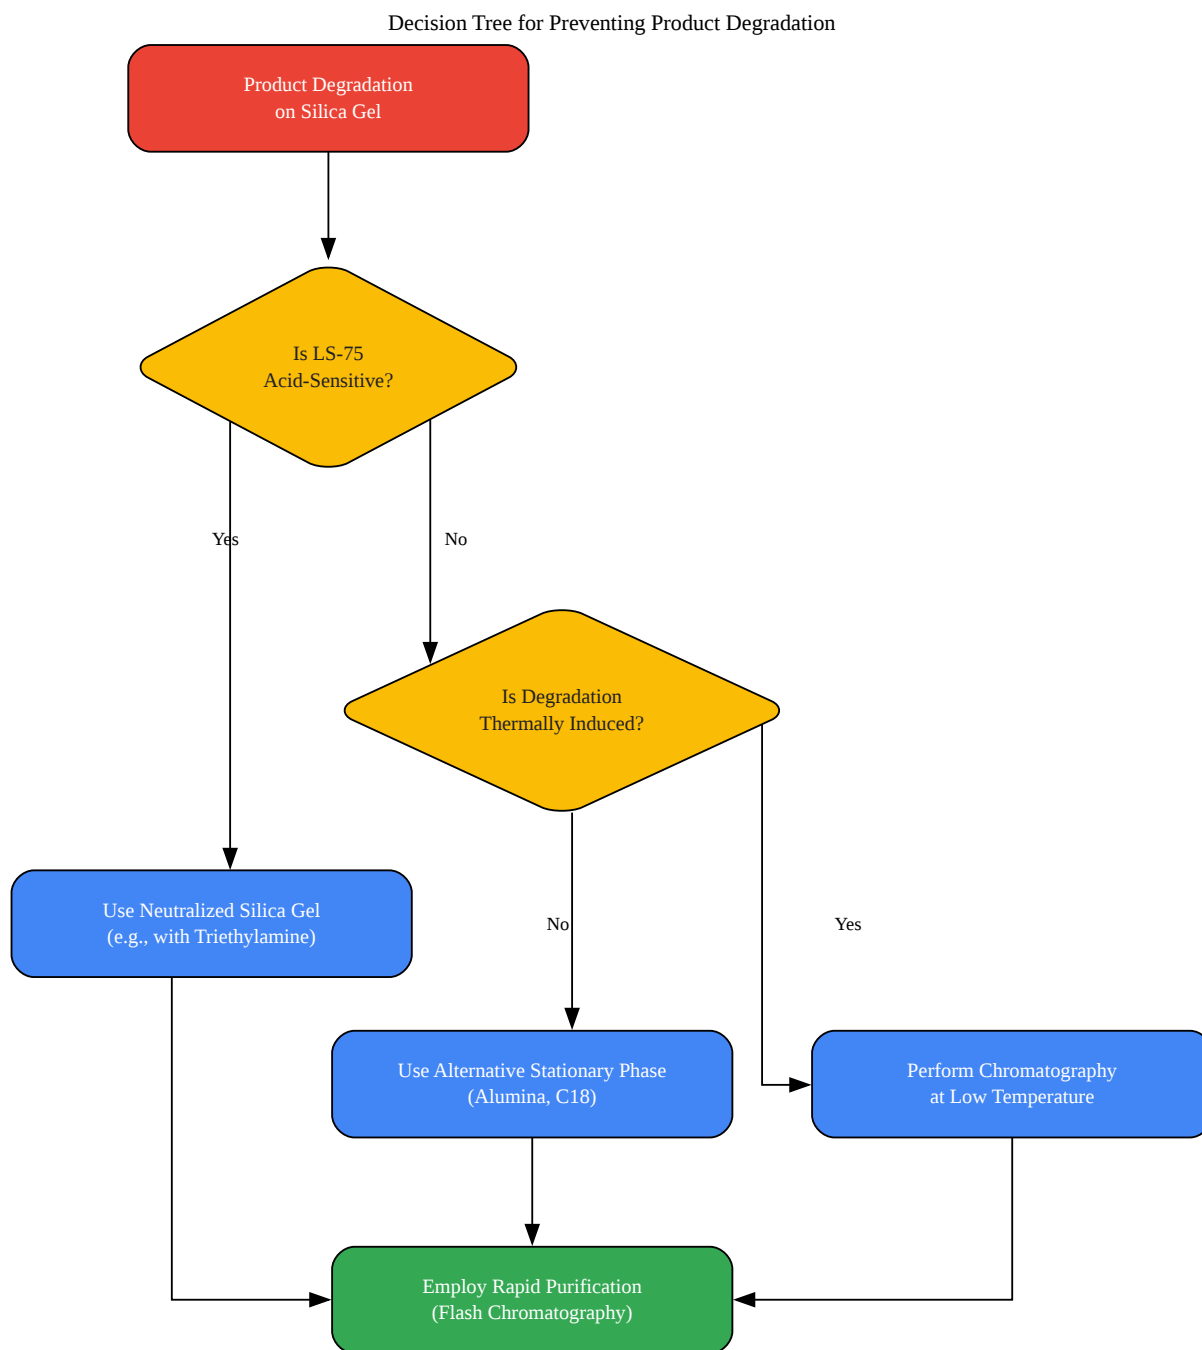 Decision Tree for Preventing Product Degradation
Product Degradation
on Silica Gel
Is LS-75
Acid-Sensitive?
Yes
No
Is Degradation
Thermally Induced?
Use Neutralized Silica Gel
(e.g., with Triethylamine)
No
Yes
Use Alternative Stationary Phase
(Alumina, C18)
Perform Chromatography
at Low Temperature
Employ Rapid Purification
(Flash Chromatography)